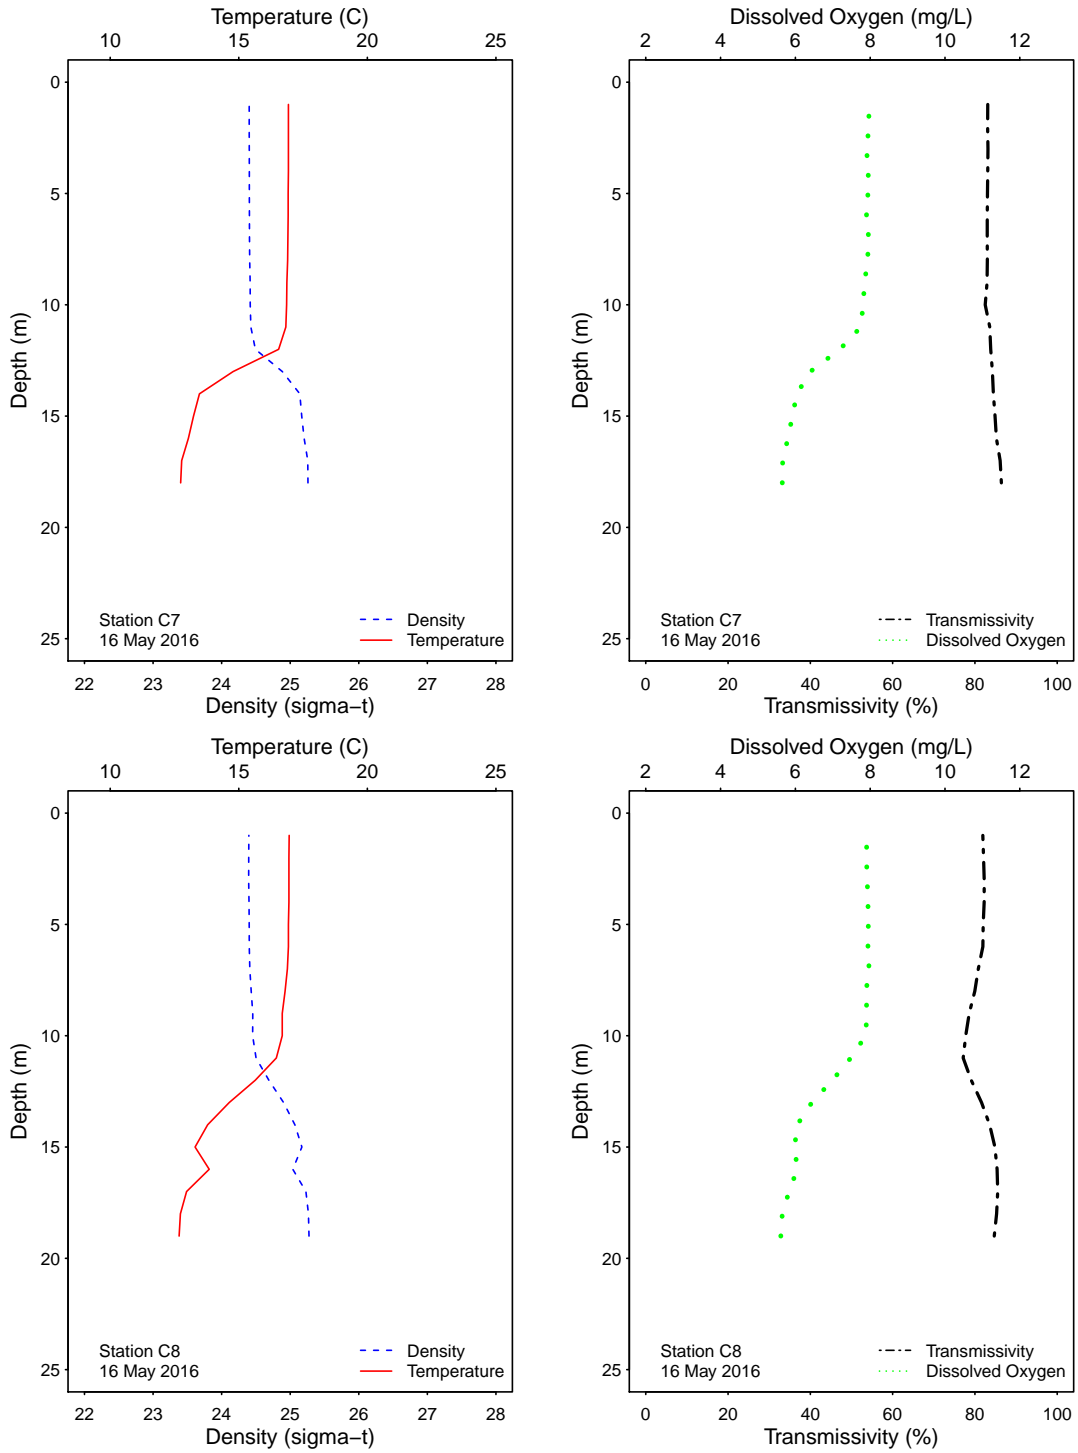 Temperature (C)
10 15 20 25
0
5
10
15
20
25
Depth (m)
Station C7
16 May 2016
Density
Temperature
22 23 24 25 26 27 28
Density (sigma−t)
Dissolved Oxygen (mg/L)
2 4 6 8 10 12
0
5
10
15
20
25
Depth (m)
Station C7
16 May 2016
Transmissivity
Dissolved Oxygen
0 20 40 60 80 100
Transmissivity (%)
Temperature (C)
10 15 20 25
0
5
10
15
20
25
Depth (m)
Station C8
16 May 2016
Density
Temperature
22 23 24 25 26 27 28
Density (sigma−t)
Dissolved Oxygen (mg/L)
2 4 6 8 10 12
0
5
10
15
20
25
Depth (m)
Station C8
16 May 2016
Transmissivity
Dissolved Oxygen
0 20 40 60 80 100
Transmissivity (%)